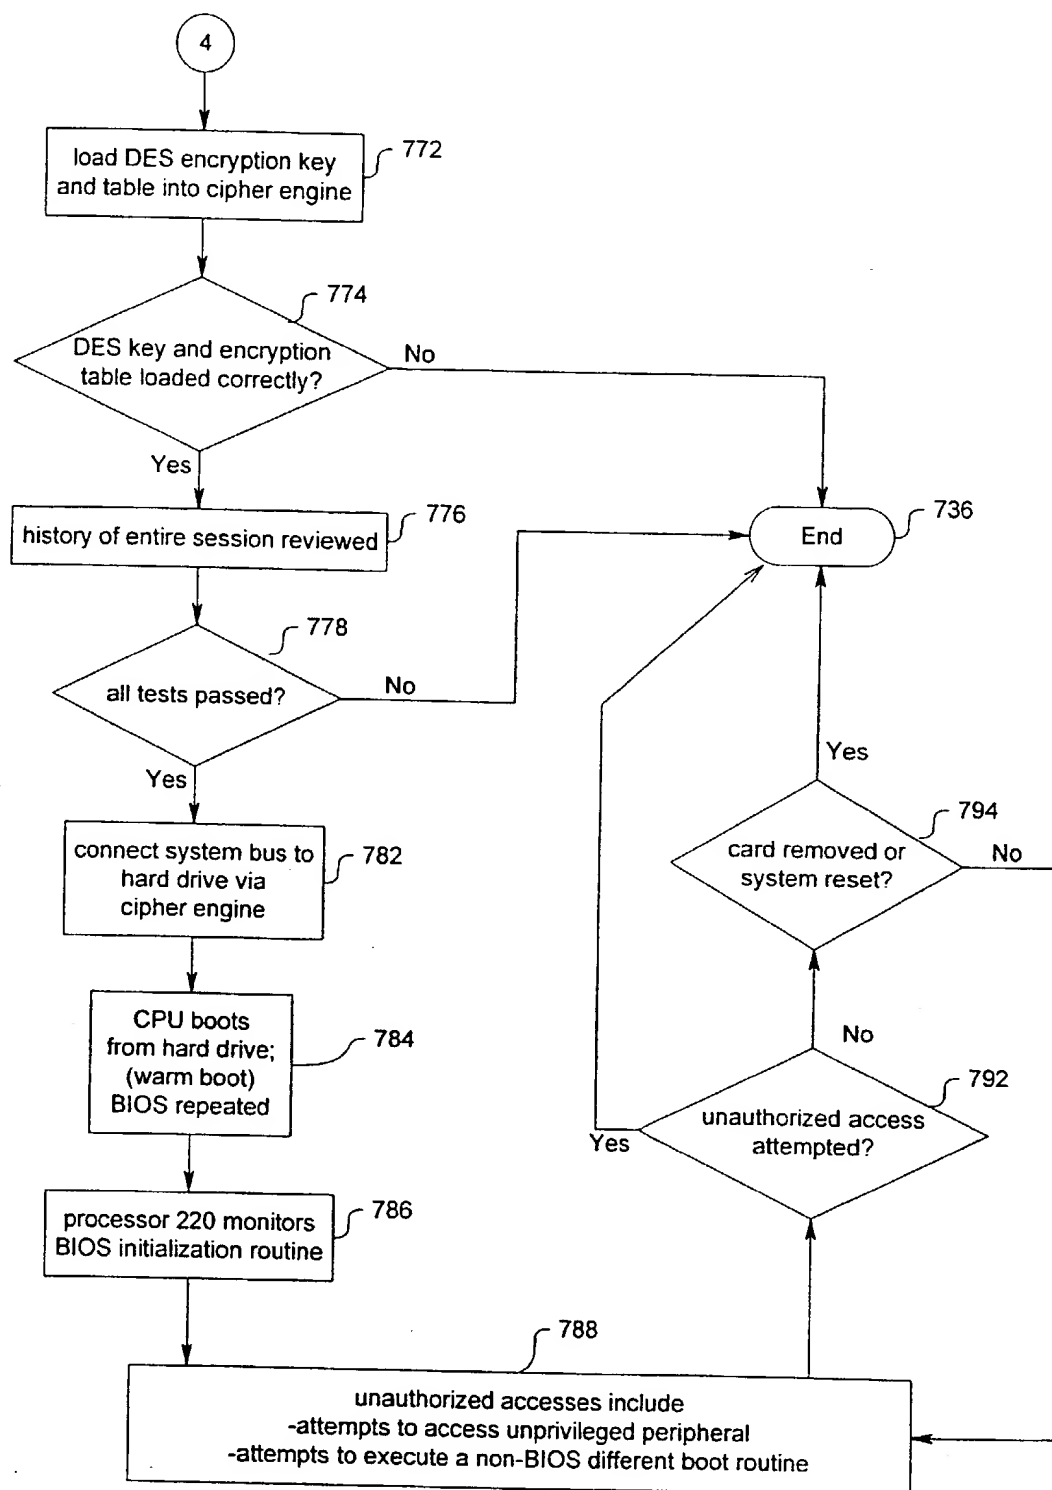 4
load DES encryption key
and table into cipher engine
772
774
DES key and encryption
table loaded correctly?
No
Yes
history of entire session reviewed
776
End
736
778
all tests passed?
No
Yes
connect system bus to
hard drive via
cipher engine
782
Yes
794
card removed or
system reset?
No
CPU boots
from hard drive;
(warm boot)
BIOS repeated
784
No
792
unauthorized access
attempted?
Yes
processor 220 monitors
BIOS initialization routine
786
788
unauthorized accesses include
-attempts to access unprivileged peripheral
-attempts to execute a non-BIOS different boot routine